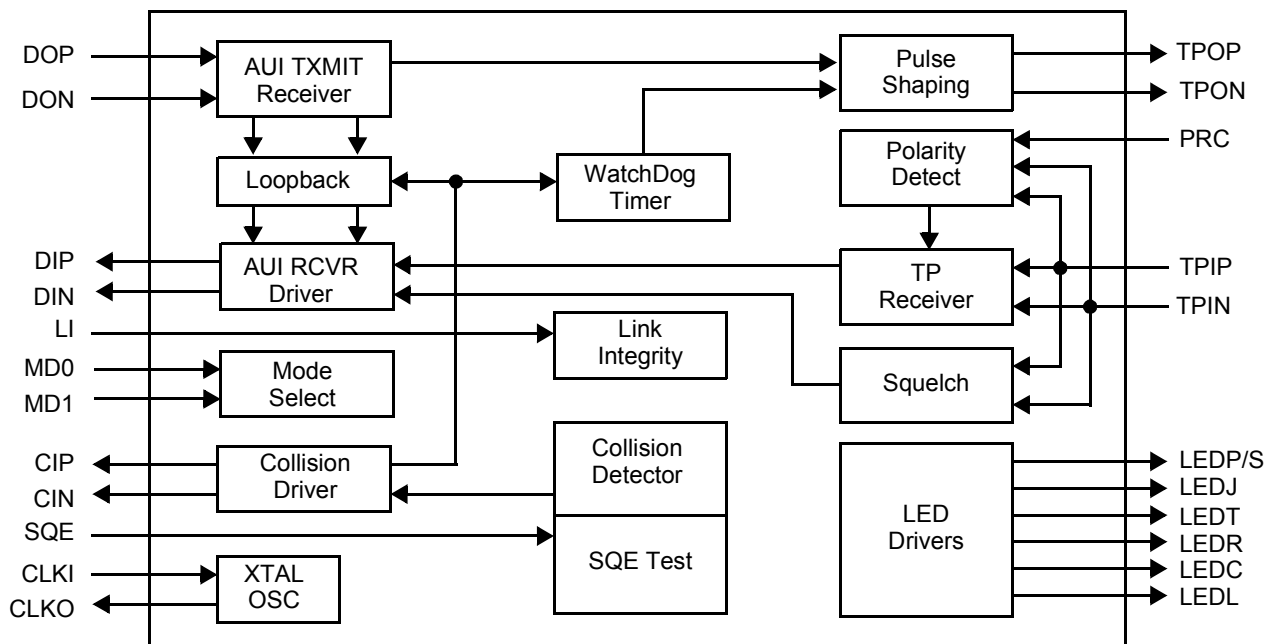 DOP
DON
DIP
DIN
LI
MD0
MD1
CIP
CIN
SQE
CLKI
CLKO
AUI TXMIT
Receiver
Loopback
AUI RCVR
Driver
Mode
Select
Collision
Driver
XTAL
OSC
WatchDog
Timer
Link
Integrity
Collision
Detector
SQE Test
Pulse
Shaping
Polarity
Detect
TP
Receiver
Squelch
LED
Drivers
TPOP
TPON
PRC
TPIP
TPIN
LEDP/S
LEDJ
LEDT
LEDR
LEDC
LEDL